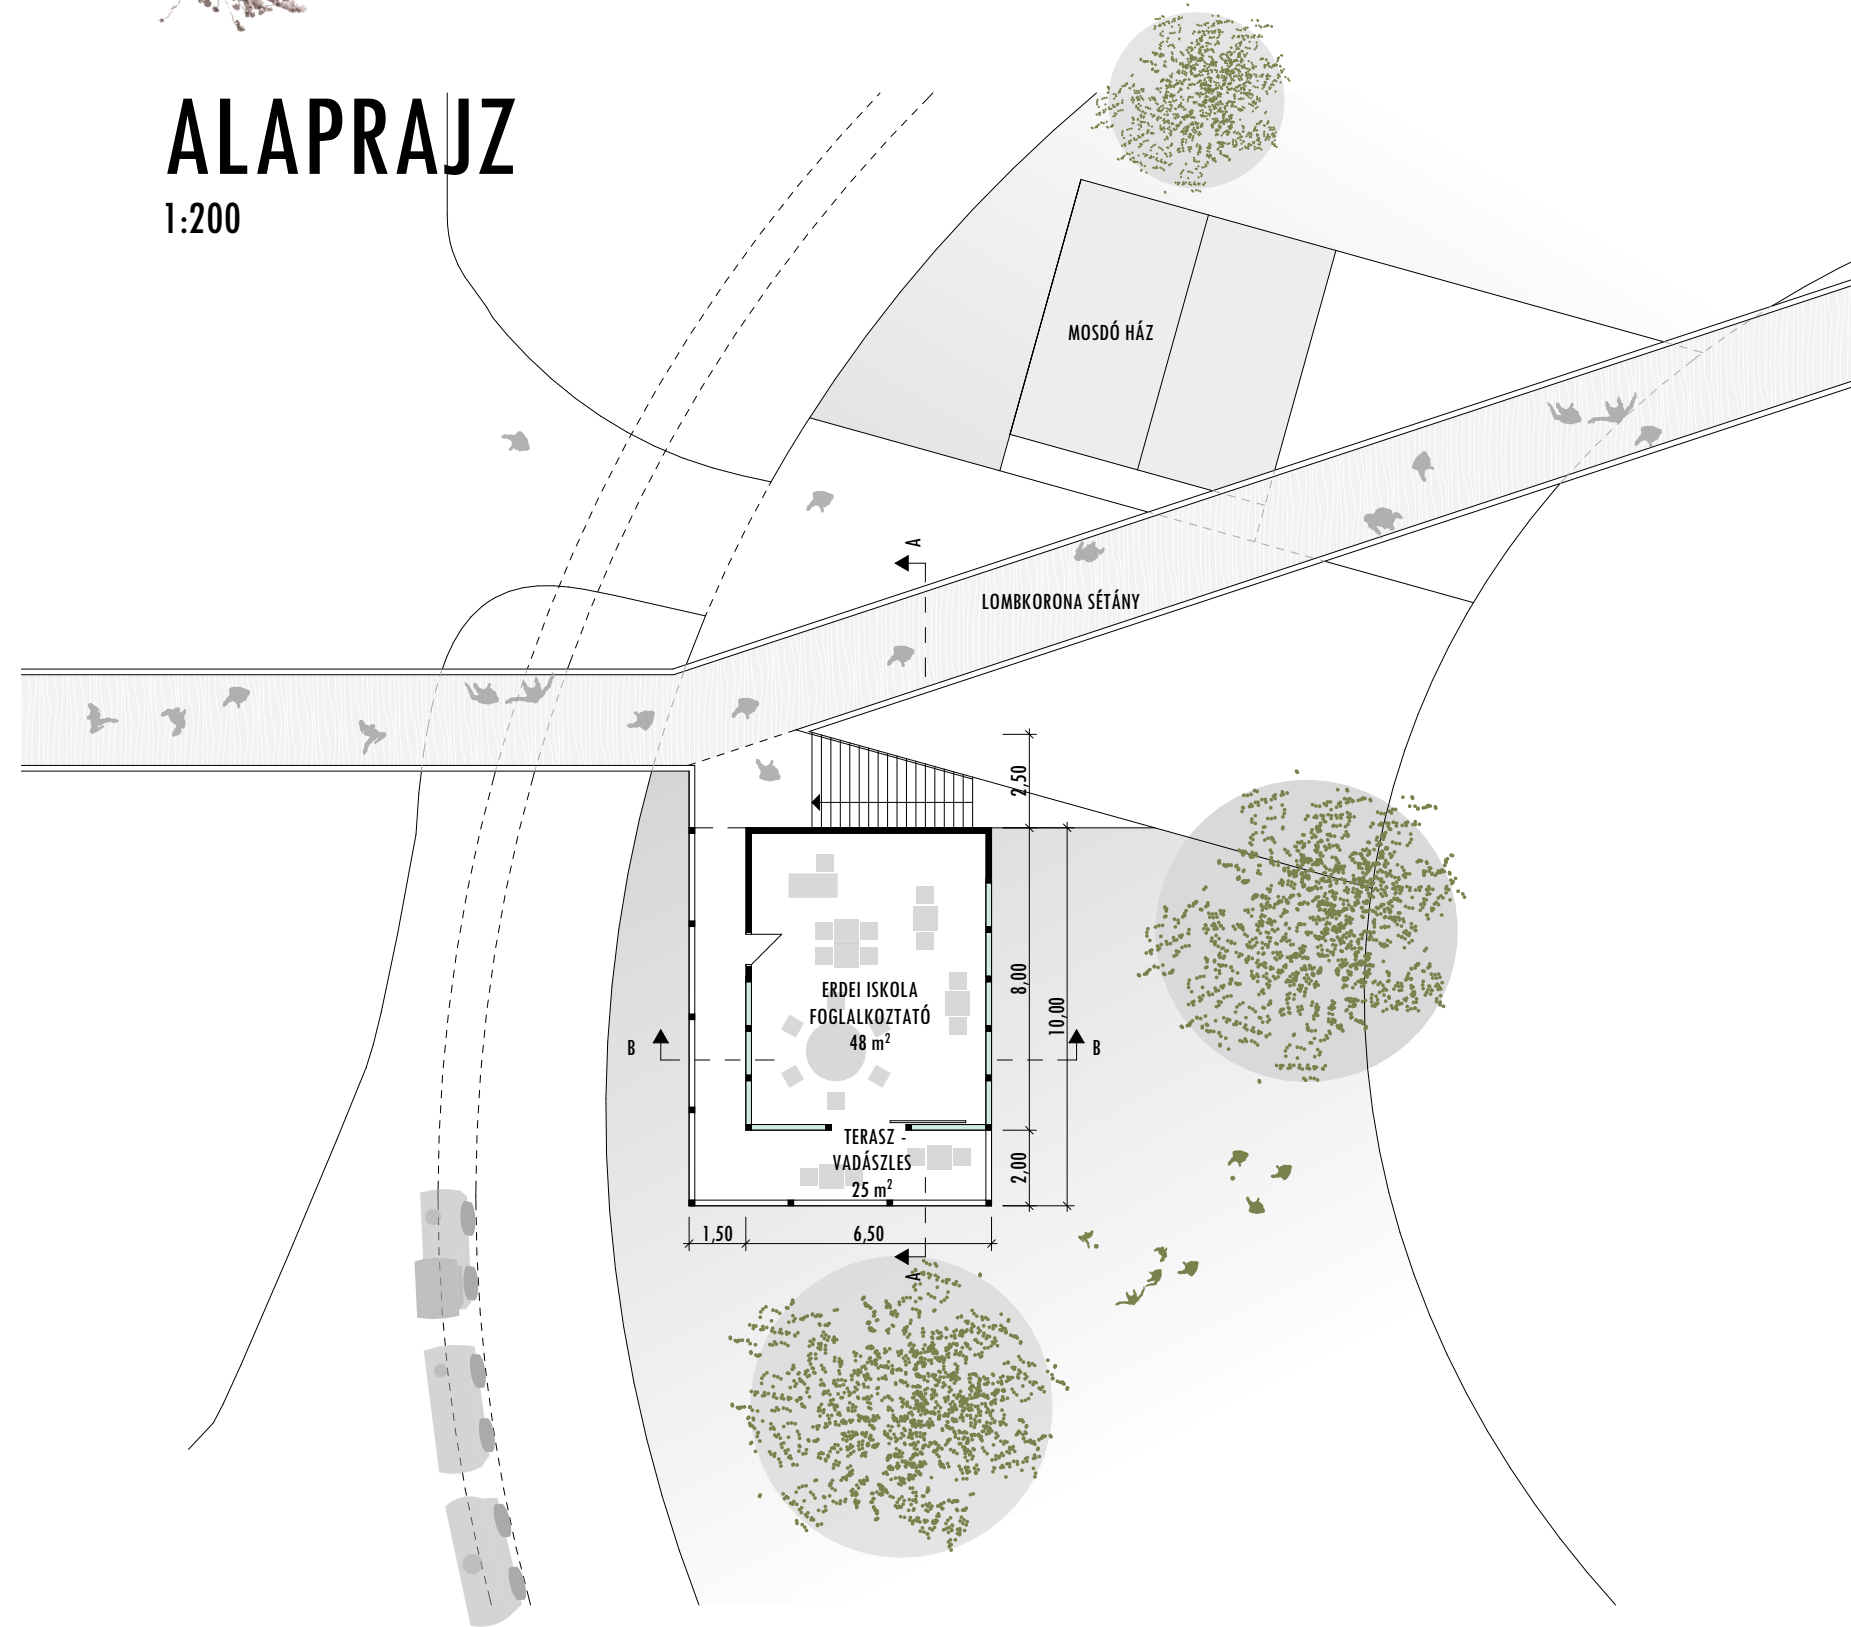 ALAPRAJZ
1:200
MOSDÓ HÁZ
A
LOMBKORONA SÉTÁNY
2,50
ERDEI ISKOLA
FOGLALKOZTATÓ
48 m²
8,00
10,00
B
B
TERASZ -
VADÁSZLES
25 m²
2,00
1,50
6,50
A